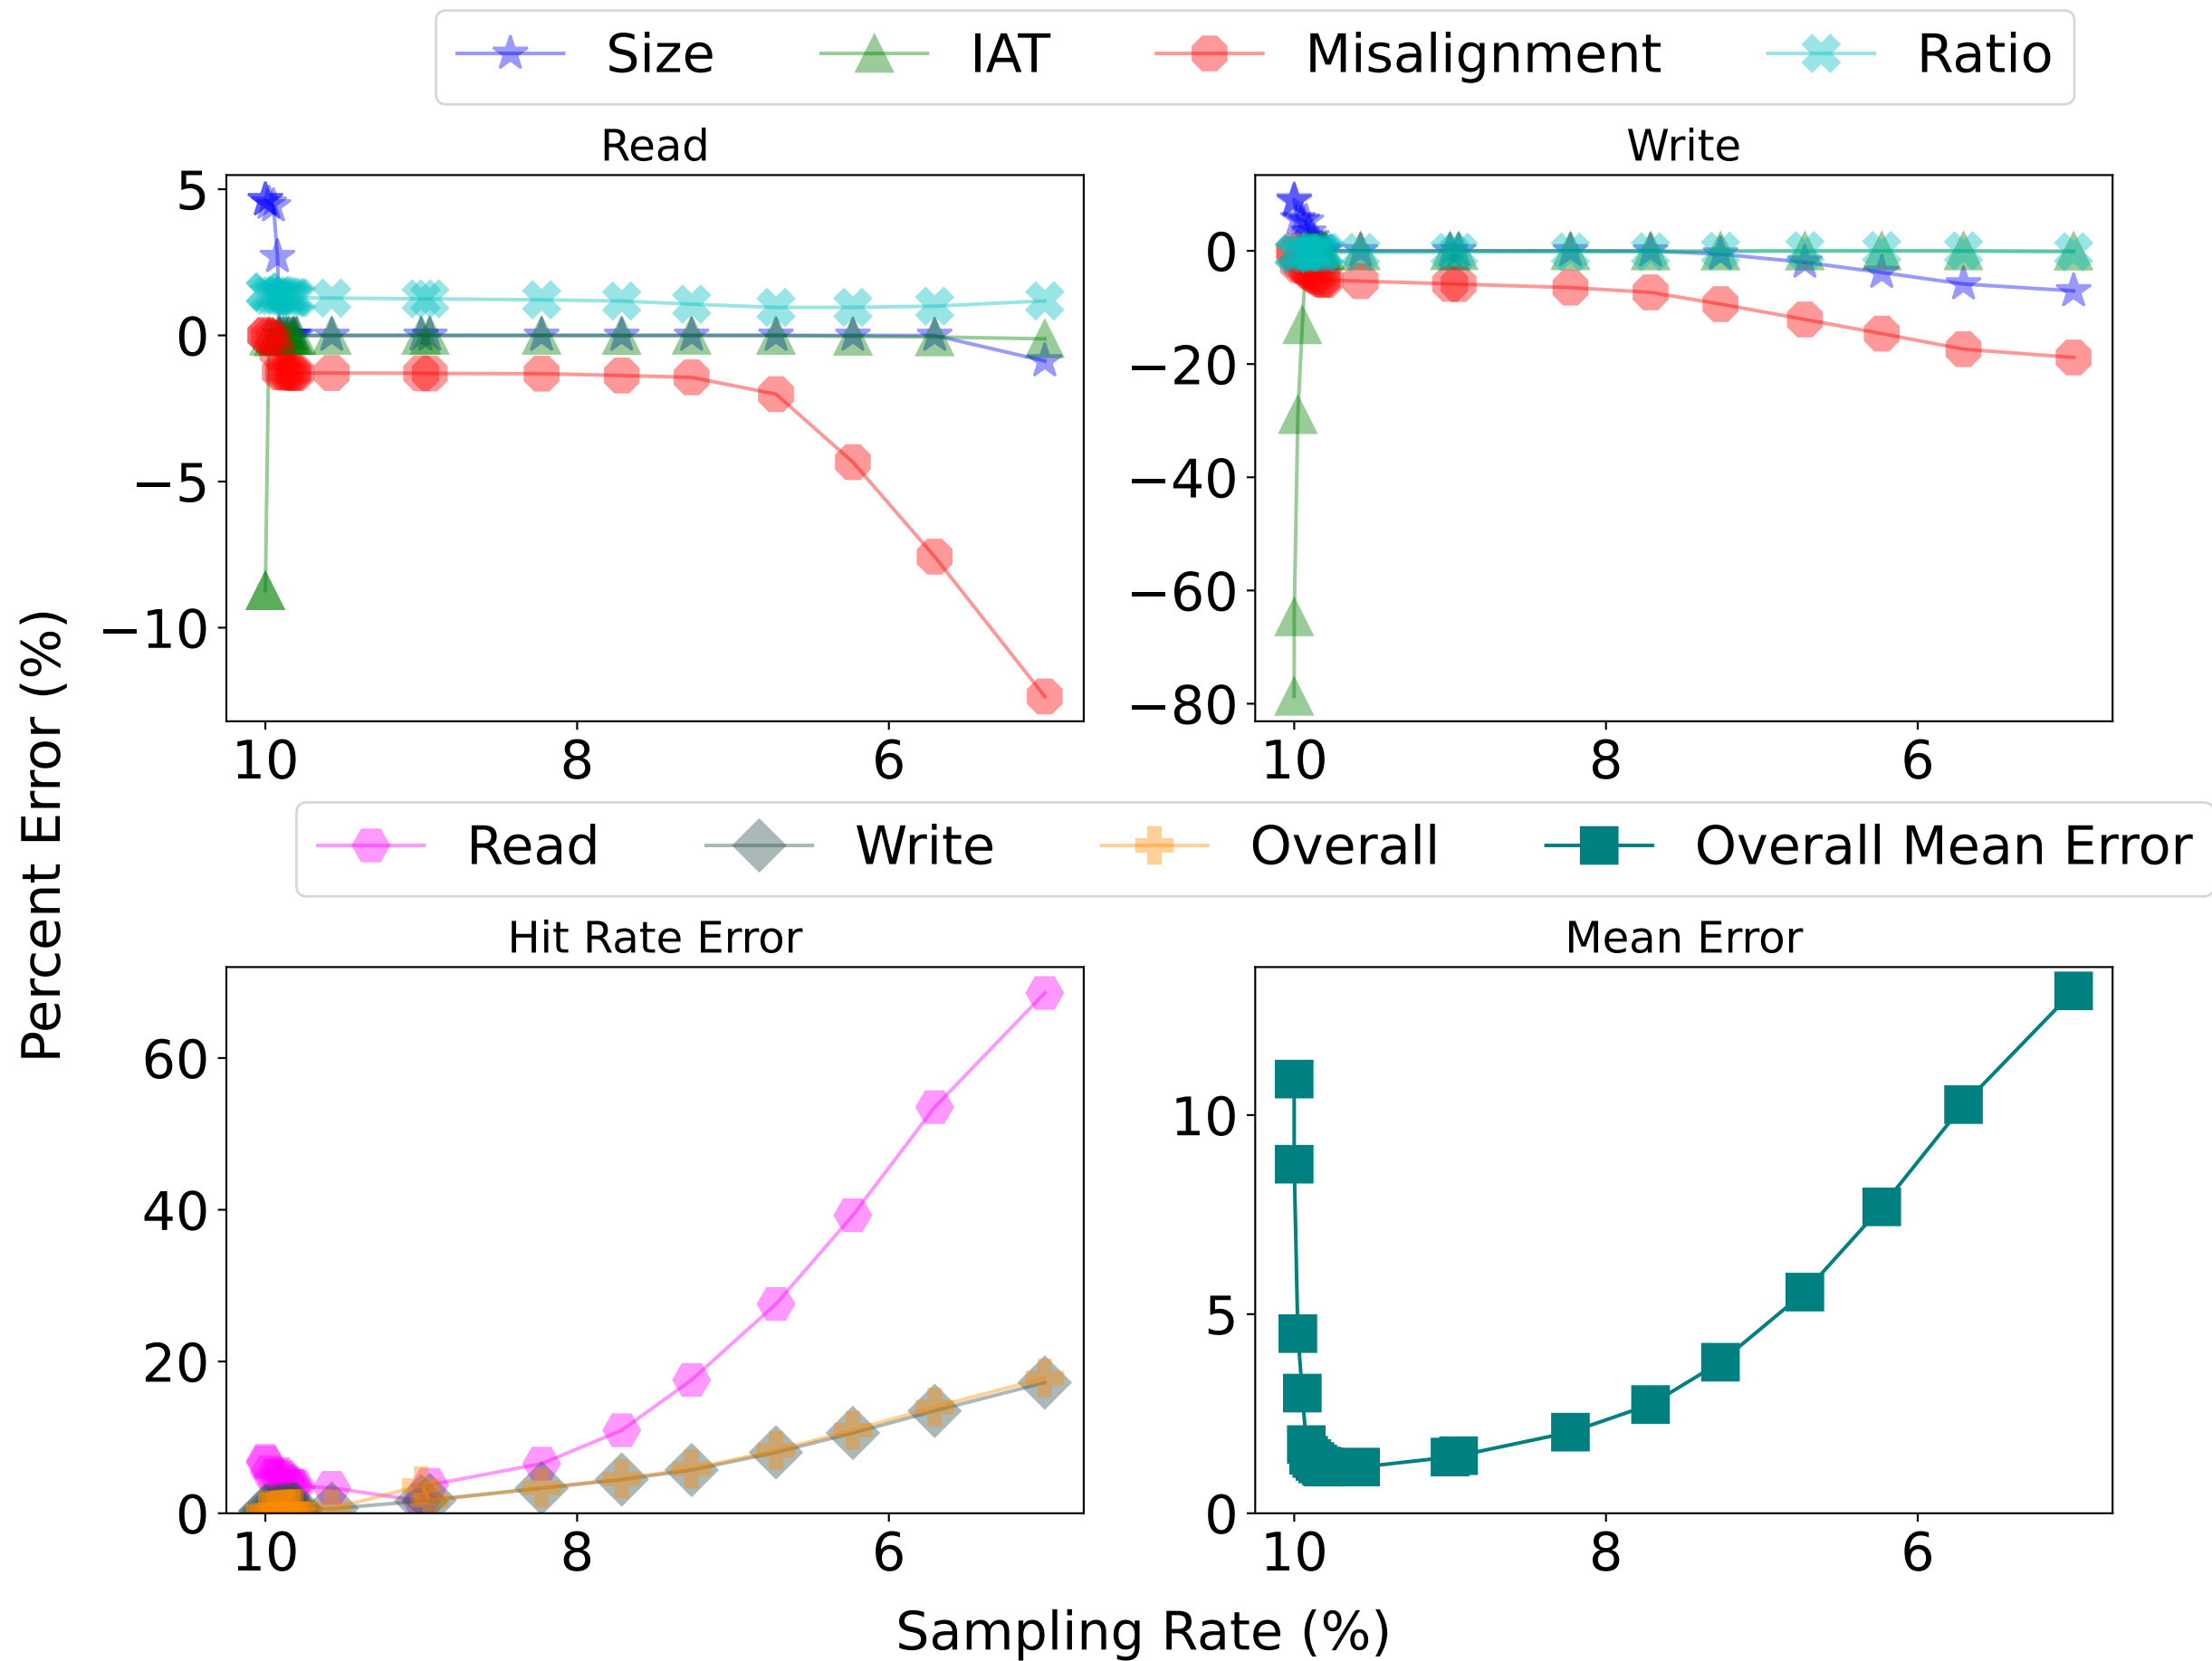 Size IAT Misalignment Ratio
Read Write
5
0
−5
−10
0
−20
−40
−60
−80
10 8 6
10 8 6
Read Write Overall Overall Mean Error
Hit Rate Error Mean Error
60
40
20
0
10
5
0
10 8 6
10 8 6
Percent Error (%)
Sampling Rate (%)